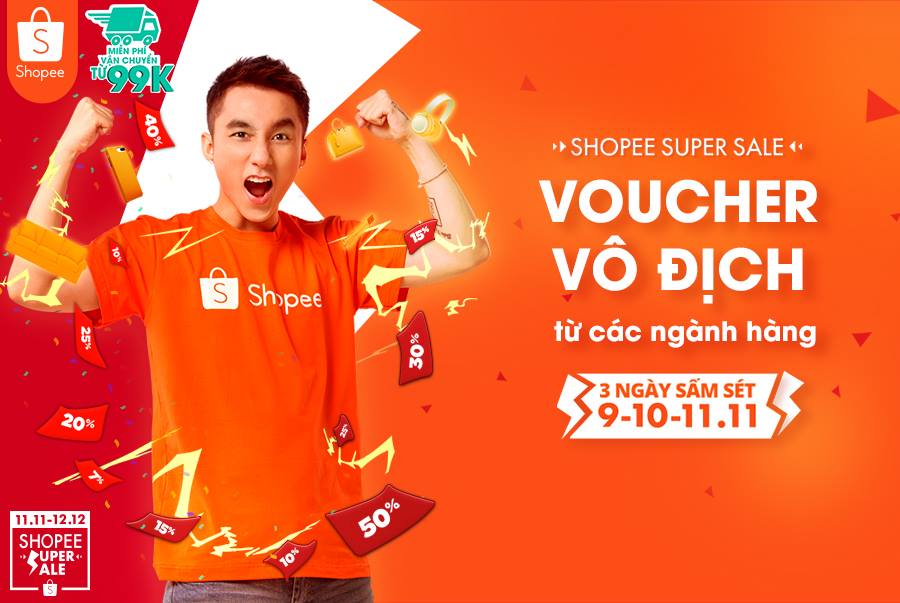 Shopee
MIỄN PHÍ
VẬN CHUYỂN
TỪ 99K
40%
10%
15%
Shopee
25%
30%
20%
25%
7%
15%
50%
10%
SHOPEE SUPER SALE
VOUCHER
VÔ ĐỊCH
từ các ngành hàng
3 NGÀY SẤM SÉT
9-10-11.11
11.11-12.12
SHOPEE
SUPER
SALE